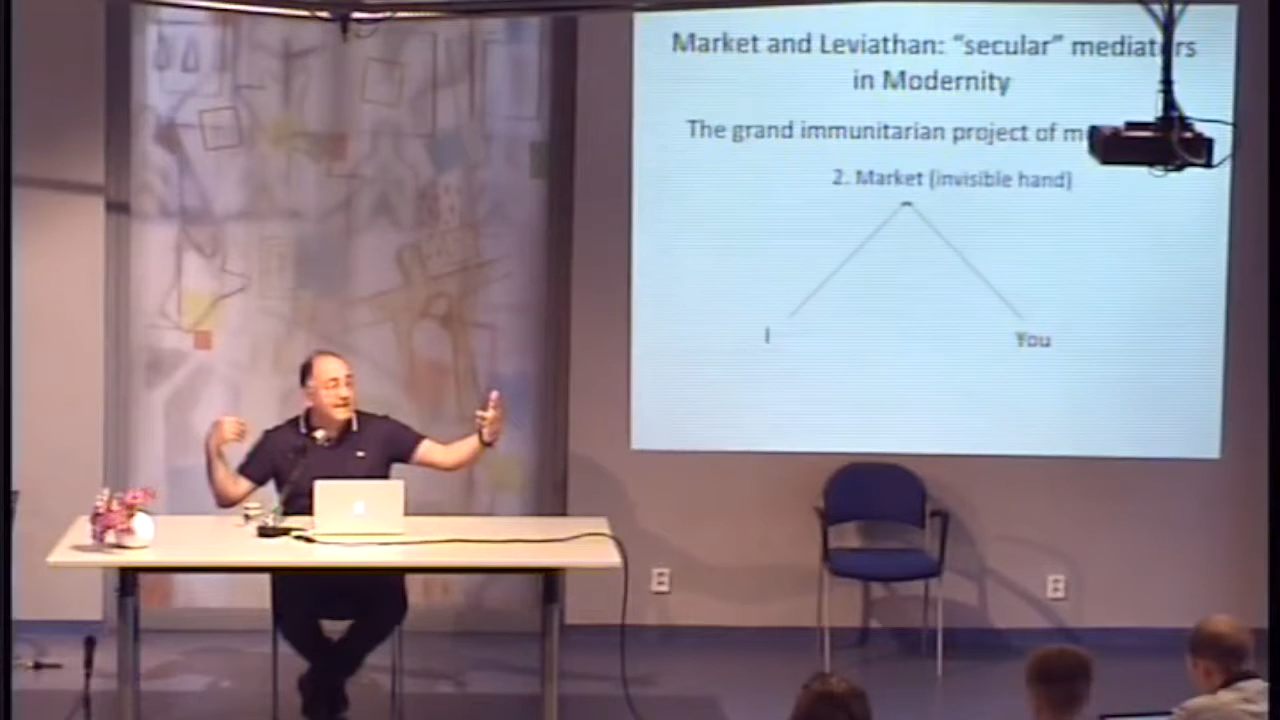 Market and Leviathan: “secular” mediators
in Modernity
The grand immunitarian project of
2. Market (invisible hand)
I
You